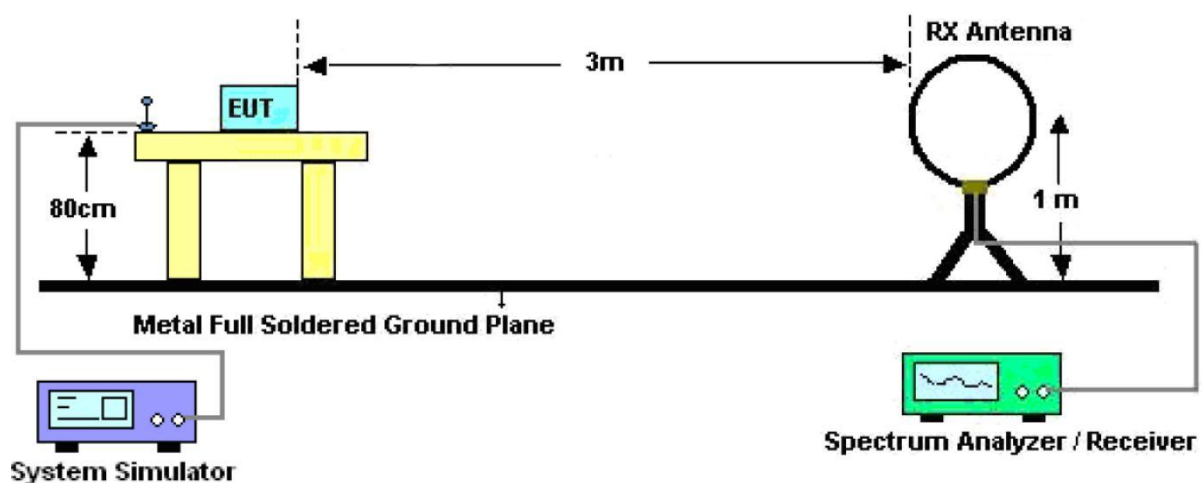 RX Antenna
3m
EUT
80cm
1 m
Metal Full Soldered Ground Plane
System Simulator
Spectrum Analyzer / Receiver